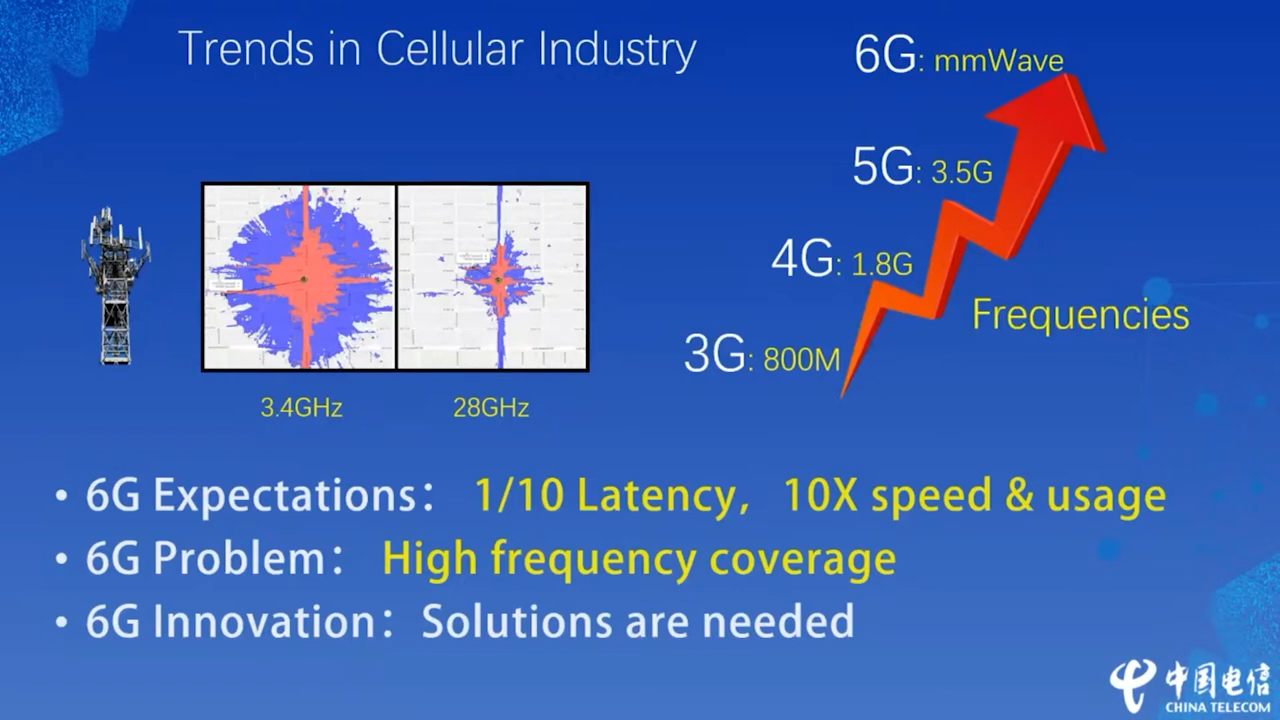 Trends in Cellular Industry
6G: mmWave
5G: 3.5G
4G: 1.8G
3G: 800M
Frequencies
3.4GHz
28GHz
• 6G Expectations： 1/10 Latency, 10X speed & usage
• 6G Problem： High frequency coverage
• 6G Innovation： Solutions are needed
中国电信
CHINA TELECOM